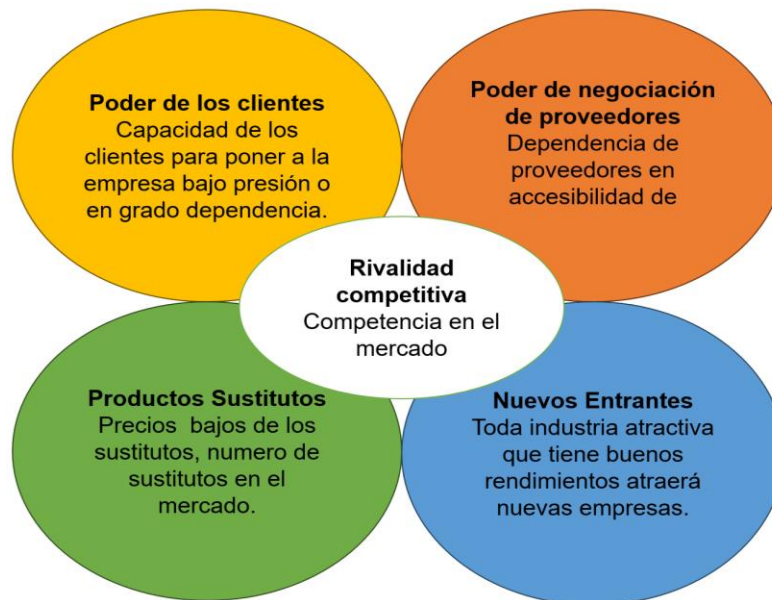 Poder de los clientes
Capacidad de los
clientes para poner a la
empresa bajo presión o
en grado dependencia.
Poder de negociación
de proveedores
Dependencia de
proveedores en
accesibilidad de
Rivalidad
competitiva
Competencia en el
mercado
Productos Sustitutos
Precios bajos de los
sustitutos, numero de
sustitutos en el
mercado.
Nuevos Entrantes
Toda industria atractiva
que tiene buenos
rendimientos atraerá
nuevas empresas.